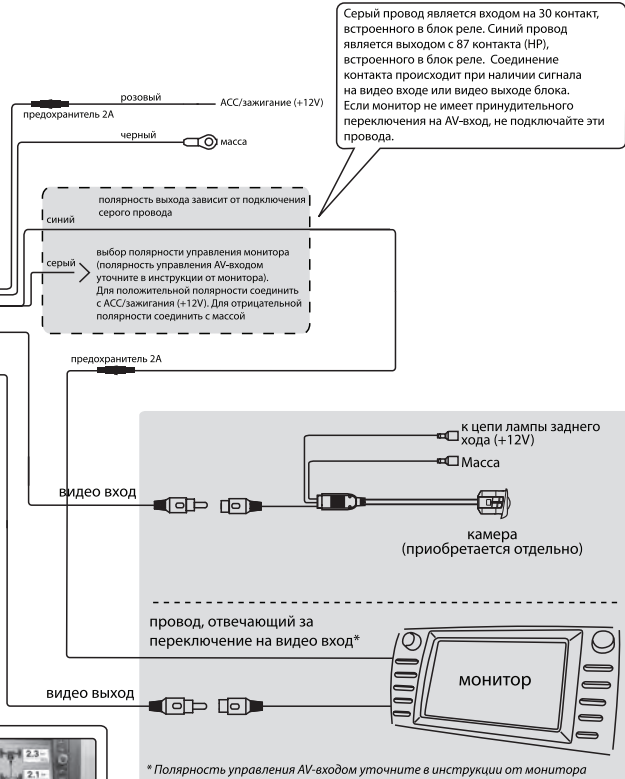 Серый провод является входом на 30 контакт,
встроенного в блок реле. Синий провод
является выходом с 87 контакта (НР),
встроенного в блок реле. Соединение
контакта происходит при наличии сигнала
на видео входе или видео выходе блока.
Если монитор не имеет принудительного
переключения на AV-вход, не подключайте эти
провода.
розовый
предохранитель 2А
АСС/зажигание (+12V)
черный
масса
полярность выхода зависит от подключения
серого провода
синий
серый
выбор полярности управления монитора
(полярность управления AV-входом
уточните в инструкции от монитора).
Для положительной полярности соединить
с АСС/зажигания (+12V). Для отрицательной
полярности соединить с массой
предохранитель 2А
к цепи лампы заднего
хода (+12V)
Масса
видео вход
камера
(приобретается отдельно)
провод, отвечающий за
переключение на видео вход*
монитор
видео выход
2.3
2.1
* Полярность управления AV-входом уточните в инструкции от монитора